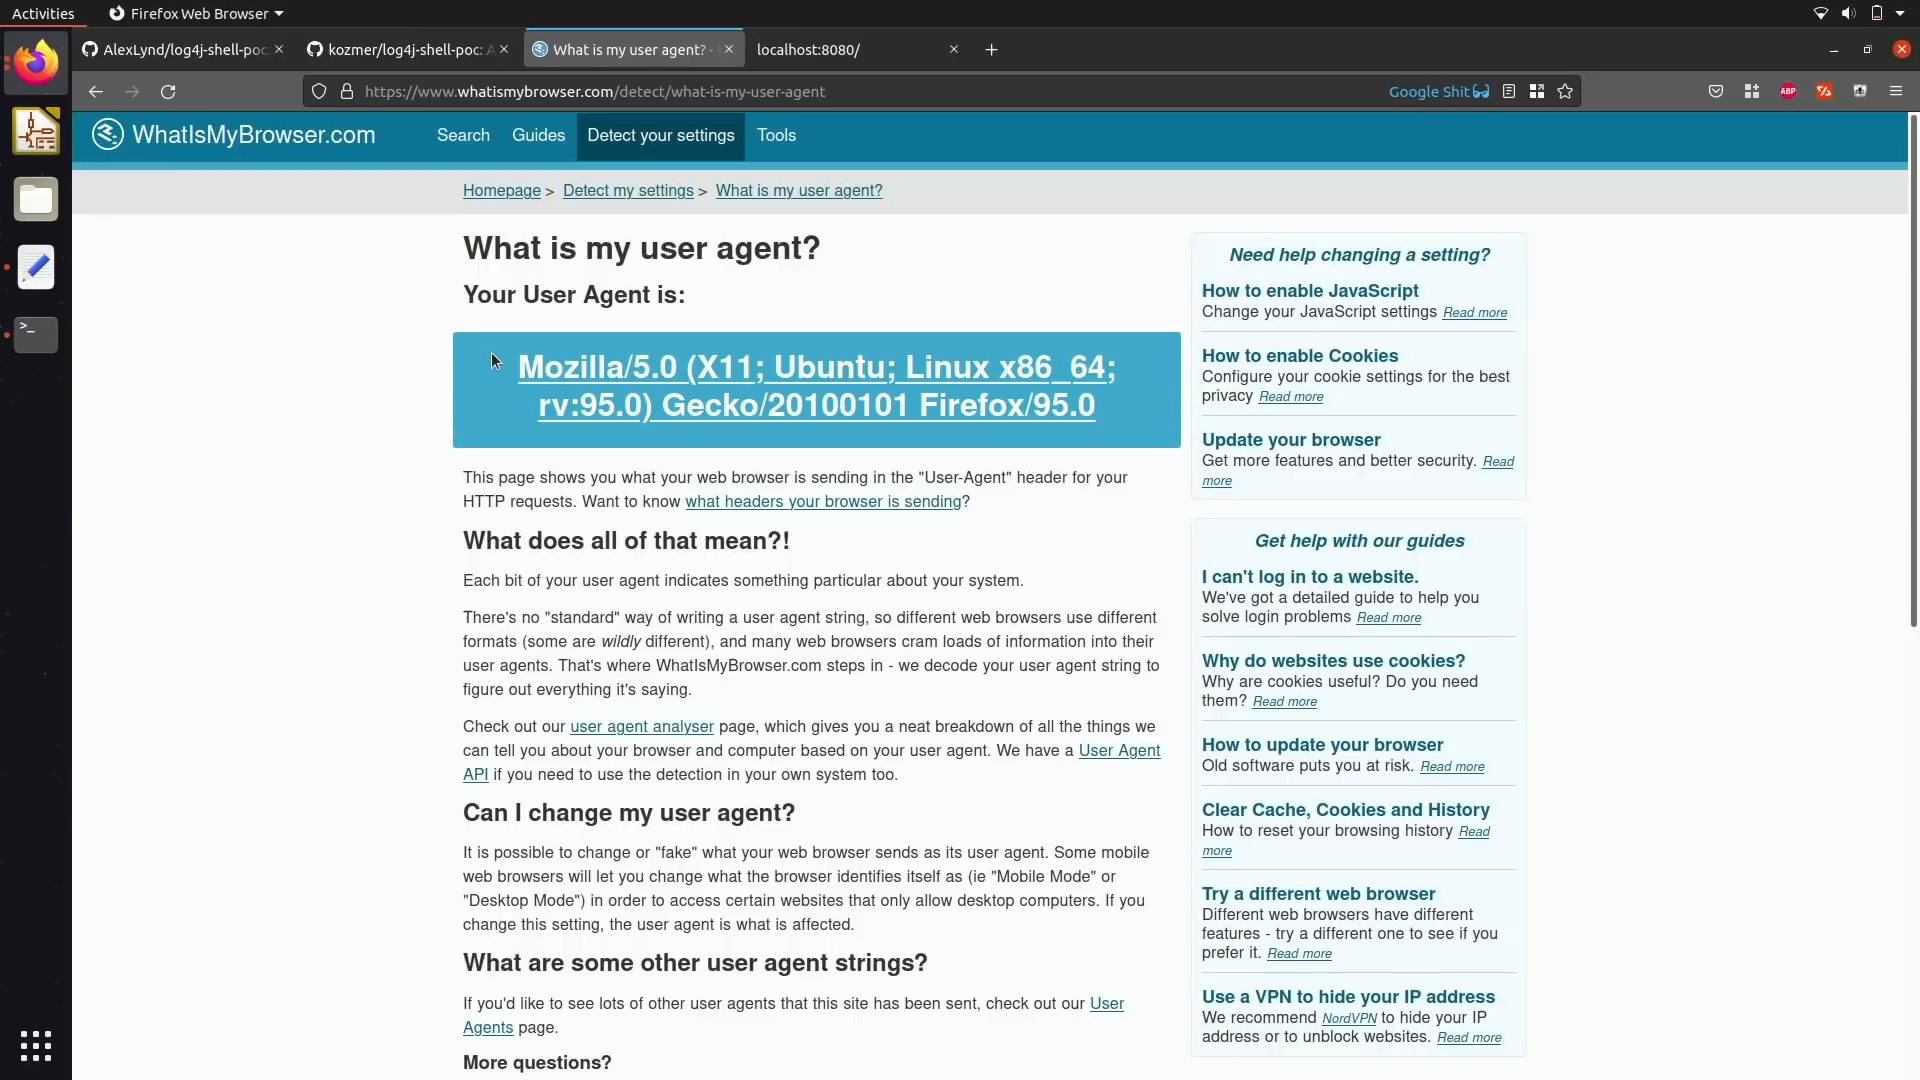 Activities
Firefox Web Browser
AlexLynd/log4j-shell-poc
kozmer/log4j-shell-poc: A
What is my user agent? -
localhost:8080/
https://www.whatismybrowser.com/detect/what-is-my-user-agent
Google Shit
ABP
WhatIsMyBrowser.com
Search
Guides
Detect your settings
Tools
Homepage > Detect my settings > What is my user agent?
What is my user agent?
Your User Agent is:
Mozilla/5.0 (X11; Ubuntu; Linux x86_64;
rv:95.0) Gecko/20100101 Firefox/95.0
This page shows you what your web browser is sending in the "User-Agent" header for your
HTTP requests. Want to know what headers your browser is sending?
What does all of that mean?!
Each bit of your user agent indicates something particular about your system.
There's no "standard" way of writing a user agent string, so different web browsers use different
formats (some are wildly different), and many web browsers cram loads of information into their
user agents. That's where WhatIsMyBrowser.com steps in - we decode your user agent string to
figure out everything it's saying.
Check out our user agent analyser page, which gives you a neat breakdown of all the things we
can tell you about your browser and computer based on your user agent. We have a User Agent
API if you need to use the detection in your own system too.
Can I change my user agent?
It is possible to change or "fake" what your web browser sends as its user agent. Some mobile
web browsers will let you change what the browser identifies itself as (ie "Mobile Mode" or
"Desktop Mode") in order to access certain websites that only allow desktop computers. If you
change this setting, the user agent is what is affected.
What are some other user agent strings?
If you'd like to see lots of other user agents that this site has been sent, check out our User
Agents page.
More questions?
Need help changing a setting?
How to enable JavaScript
Change your JavaScript settings Read more
How to enable Cookies
Configure your cookie settings for the best
privacy Read more
Update your browser
Get more features and better security. Read
more
Get help with our guides
I can't log in to a website.
We've got a detailed guide to help you
solve login problems Read more
Why do websites use cookies?
Why are cookies useful? Do you need
them? Read more
How to update your browser
Old software puts you at risk. Read more
Clear Cache, Cookies and History
How to reset your browsing history Read
more
Try a different web browser
Different web browsers have different
features - try a different one to see if you
prefer it. Read more
Use a VPN to hide your IP address
We recommend NordVPN to hide your IP
address or to unblock websites. Read more